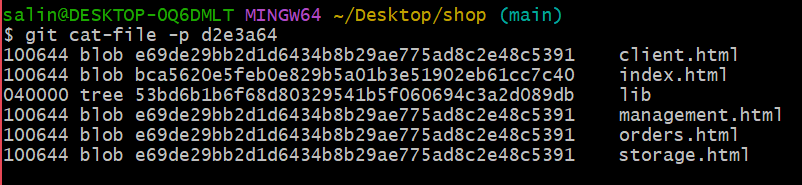 salin@DESKTOP-OQ6DMLT MINGW64 ~/Desktop/shop (main)
$ git cat-file -p d2e3a64
100644 blob e69de29bb2d1d6434b8b29ae775ad8c2e48c5391    client.html
100644 blob bca5620e5feb0e829b5a01b3e51902eb61cc7c40    index.html
040000 tree 53bd6b1b6f68d80329541b5f060694c3a2d089db    lib
100644 blob e69de29bb2d1d6434b8b29ae775ad8c2e48c5391    management.html
100644 blob e69de29bb2d1d6434b8b29ae775ad8c2e48c5391    orders.html
100644 blob e69de29bb2d1d6434b8b29ae775ad8c2e48c5391    storage.html